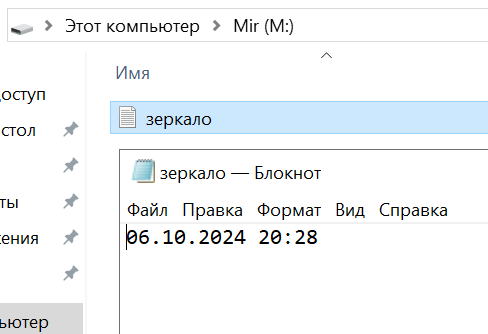 Этот компьютер > Mir (M:)
Имя
доступ
стол
зеркало
ты
жения
ьютер
зеркало — Блокнот
Файл Правка Формат Вид Справка
06.10.2024 20:28